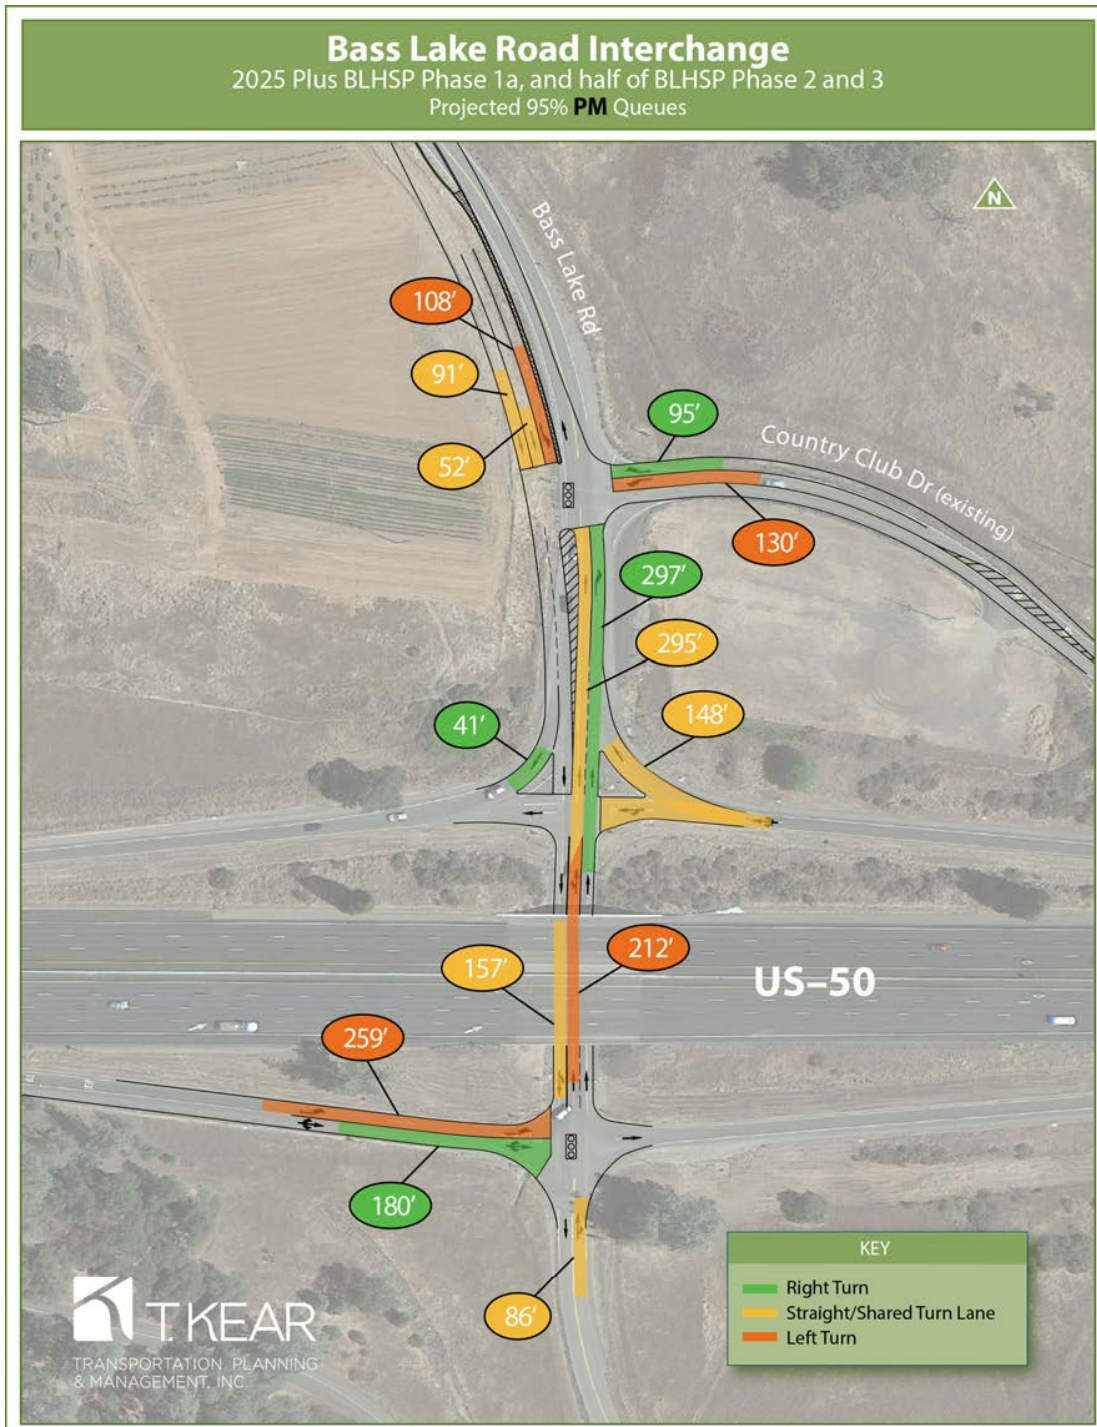 Bass Lake Road Interchange
2025 Plus BLHSP Phase 1a, and half of BLHSP Phase 2 and 3
Projected 95% PM Queues
N
Bass Lake Rd
108’
91’
52’
95’
Country Club Dr (existing)
130’
297’
295’
148’
41’
212’
157’
US–50
259’
180’
86’
KEY
Right Turn
Straight/Shared Turn Lane
Left Turn
T.KEAR
TRANSPORTATION PLANNING
& MANAGEMENT, INC.